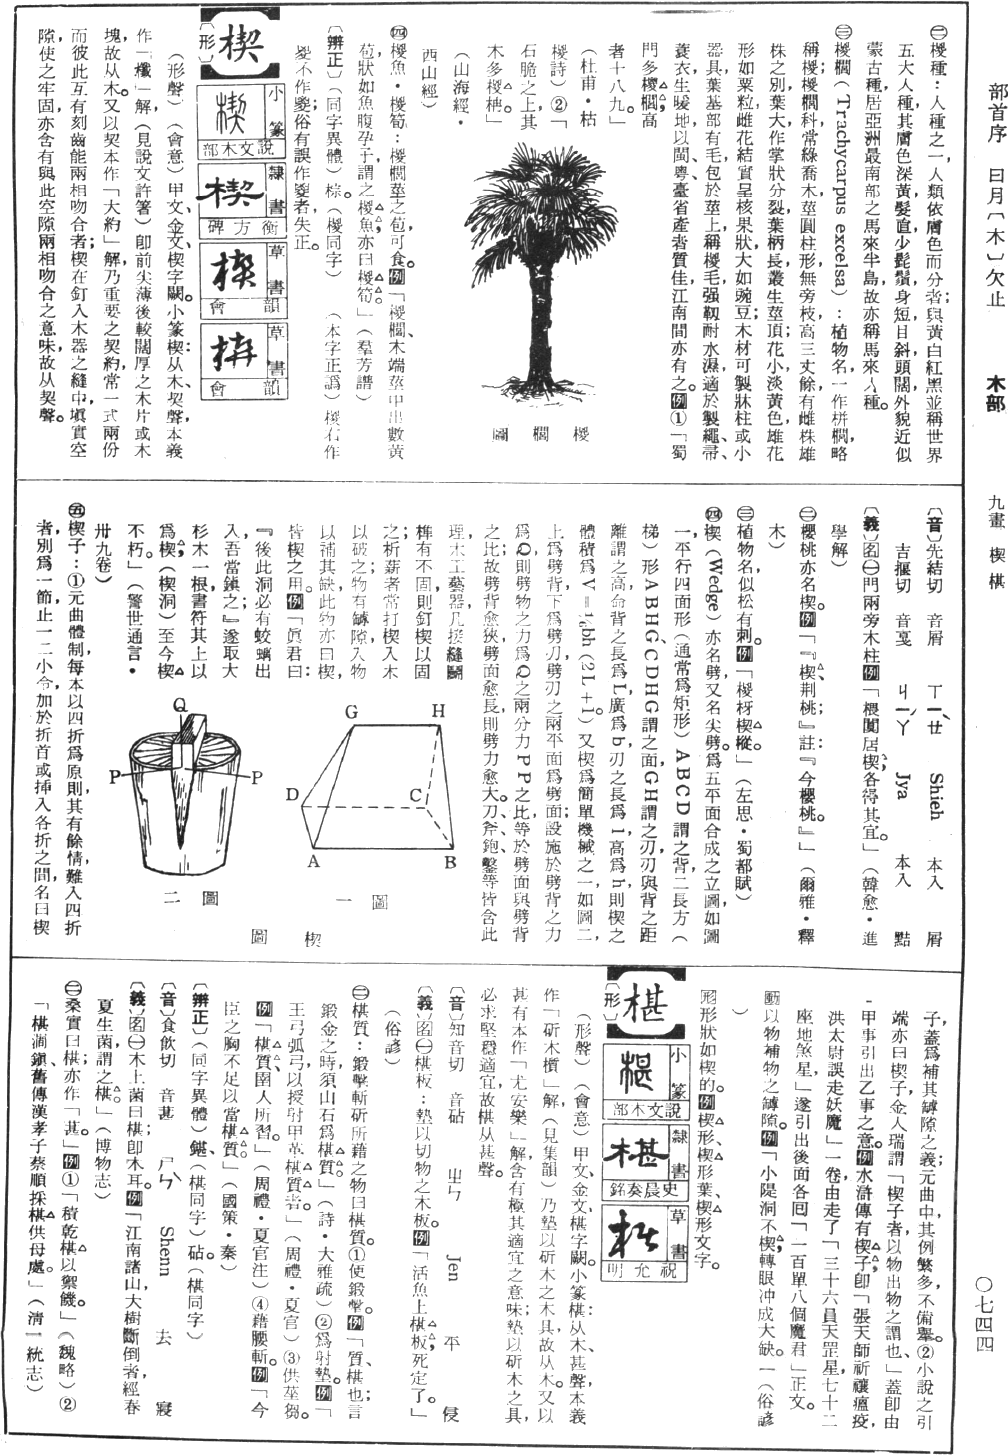 部首序　曰月〔木〕欠止　木部　九畫　楔椹　〇七四四
㊁椶種：人種之一，人類依膚色而分者；與黃白紅黑並稱世界
五大人種，其膚色深黃，髮直，少髭鬚，身短，目斜，頭闊，外貌近似
蒙古種，居亞洲最南部之馬來半島，故亦稱馬來人種。
㊂椶櫚（Trachycarpus excelsa）：植物名，一作栟櫚，略
稱椶，椶櫚科，常綠喬木，莖圓柱形，無旁枝，高三丈餘，有雌株雄
株之別，葉大，作掌狀分裂，葉柄長，叢生莖頂；花小，淡黃色，雄花
形如粟粒，雌花結實，呈核果狀，大如豌豆，木材可製牀柱或小
器具，葉基部有毛，包於莖上，稱椶毛，强靱耐水濕，適於製繩、帚、
蓑衣，生暖地，以閩、粵、臺省產者質佳，江南間亦有之。例①「蜀
門多椶櫚，高
者十八九。」
（杜甫・枯
椶詩）②「
石脆之上，其
木多椶枏。」
（山海經・
西山經）
椶櫚圖
㊃椶魚・椶筍：椶櫚莖之苞，可食。例「椶櫚，木端莖中出數黃
苞，狀如魚腹孕子，謂之椶魚，亦曰椶筍。」（羣芳譜）
〔辨正〕（同字異體）棕（椶同字）　（本字正譌）椶右作
㚇，不作夋；俗有誤作㚇者，失正。
〔形〕楔
小篆　說文木部
隸書　衡方碑
草書　韻會
草書　韻會
（形聲）（會意）甲文、金文楔字闕。小篆楔：从木、契聲，本義
作「櫼」解（見說文許箸）即前尖薄後較闊厚之木片或木
塊，故从木。又以契本作「大約」解，乃重要之契約，常一式兩份
而彼此互有刻齒能兩相吻合者；楔在釘入木器之縫中，塡實空
隙使之牢固，亦含有與此空隙兩相吻合之意味，故从契聲。
〔音〕先結切　音屑　ㄒㄧㄝˋ　Shieh　本入　屑
吉攇切　音戛　ㄐㄧㄚˊ　Jya　本入　黠
〔義〕名㊀門兩旁木柱例「椳闑居楔，各得其宜。」（韓愈・進
學解）
㊁櫻桃亦名楔。例「『楔，荆桃』註：『今櫻桃。』」（爾雅・釋
木）
㊂植物名，似松有刺。例「椶枒楔樅。」（左思・蜀都賦）
㊃楔（Wedge）亦名劈，又名尖劈，爲五平面合成之立體，如圖
一，平行四面形（通常爲矩形）ABCD謂之背，二長方（
梯）形ABHG、CDHG謂之面，GH謂之刃，刃與背之距
離謂之高，命背之長爲L，廣爲b，刃之長爲l，高爲h，則楔之
體積爲V＝⅙bh（2L＋l）。又楔爲簡單機械之一，如圖二，
上爲劈背，下爲劈刃，劈刃之兩平面爲劈面；設施於劈背之力
爲Q，則劈物之力爲Q之兩分力PP之比，等於劈面與劈背
之比，故劈背愈狹，劈面愈長，則劈力愈大。刀、斧、鉋、鑿等皆含此
理。木工藝器，凡接縫鬭
榫有不固，則釘楔以固
之；析薪者，常打楔入木
以破之；物有罅隙，入物
以補其缺，此物亦曰楔，
皆楔之用。例「眞君曰：
『後此洞必有蛟螭出
入，吾當鎮之』遂取大
杉木一根，書符其上以
爲楔，（楔洞）至今楔
不朽。」（警世通言・
卅九卷）
圖一　A　B　C　D　G　H
圖二　Q　P　P
楔圖
㊄楔子：①元曲體制，每本以四折爲原則，其有餘情難入四折
者，別爲一節，止一二小令，加於折首或挿入各折之間，名曰楔
子，蓋爲補其罅隙之義，元曲中其例繁多不備舉。②小說之引
端亦曰楔子，金人瑞謂「楔子者，以物出物之謂也，」蓋卽由
甲事引出乙事之意。例水滸傳有楔子，卽「張天師祈禳瘟疫，
洪太尉誤走妖魔」一卷，由走了「三十六員天罡星，七十二
座地煞星」遂引出後面各囘「一百單八個魔君」正文。
動以物補物之罅隙。例「小隄洞不楔，轉眼冲成大缺。」（俗諺
）
形形狀如楔的。例楔形、楔形葉、楔形文字。
〔形〕椹
小篆　說文木部
隸書　史晨奏銘
草書　祝允明
（形聲）（會意）甲文、金文椹字闕。小篆椹：从木、甚聲，本義
作「斫木櫍」解（見集韻）乃墊以斫木之木具，故从木。又以
甚有本作「尤安樂」解，含有極其適宜之意味，墊以斫木之具，
必求堅穩適宜，故椹从甚聲。
〔音〕知音切　音砧　ㄓㄣ　Jen　平　侵
〔義〕名㊀椹板：墊以切物之木板。例「活魚上椹板，死定了。」
（俗諺）
㊁椹質：鍛擊斬斫所藉之物曰椹質。①使鍛擊。例「質，椹也；言
鍛金之時，須山石爲椹質。」（詩・大雅疏）②爲射墊。例「
王弓弧弓，以授射甲革椹質者。」（周禮・夏官）③供莝芻。
例「椹質，圉人所習。」（周禮・夏官注）④藉腰斬。例「今
臣之胸不足以當椹質。」（國策・秦）
〔辨正〕（同字異體）鍖（椹同字）砧（椹同字）
〔音〕食飮切　音葚　ㄕㄣˋ　Shenn　去　寢
〔義〕名㊀木上菌曰椹；卽木耳。例「江南諸山大樹斷倒者，經春
夏生菌，謂之椹。」（博物志）
㊁桑實曰椹；亦作「葚。」例①「積乾椹以禦饑。」（魏略）②
「椹澗鎮，舊傳漢孝子蔡順採椹供母處。」（淸一統志）